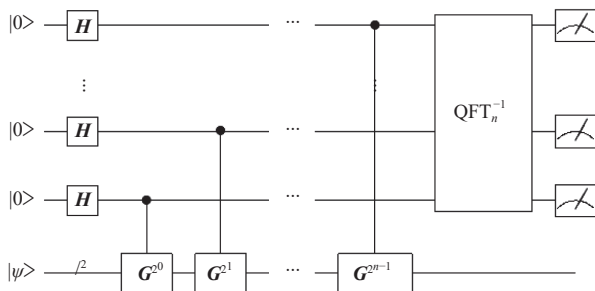 |0> H ...
...
|0> H ... QFT_n^{-1}
|0> H ...
|ψ> /2 G^{2^0} G^{2^1} ... G^{2^{n-1}}